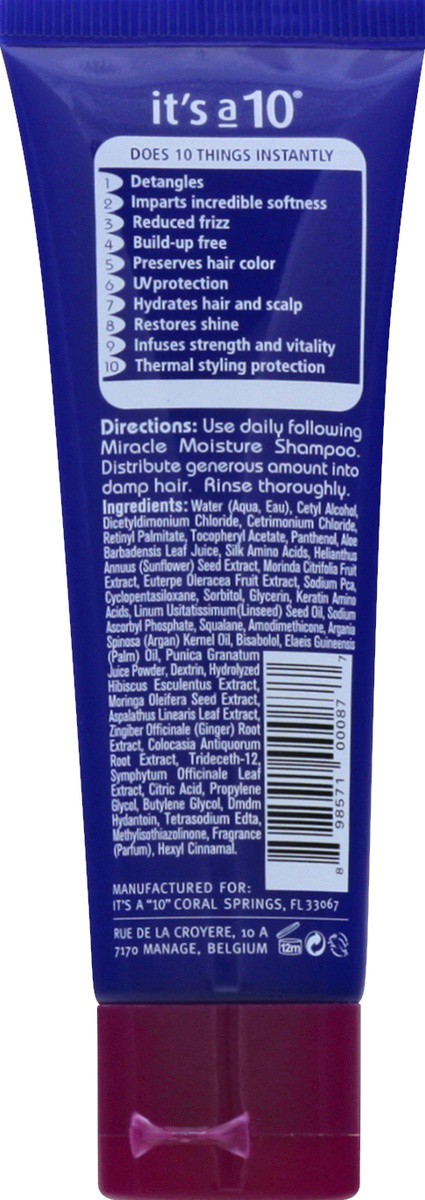 it's a 10®
DOES 10 THINGS INSTANTLY
1 Detangles
2 Imparts incredible softness
3 Reduced frizz
4 Build-up free
5 Preserves hair color
6 UVprotection
7 Hydrates hair and scalp
8 Restores shine
9 Infuses strength and vitality
10 Thermal styling protection
Directions: Use daily following
Miracle Moisture Shampoo.
Distribute generous amount into
damp hair. Rinse thoroughly.
Ingredients: Water (Aqua, Eau), Cetyl Alcohol,
Dicetyldimonium Chloride, Cetrimonium Chloride,
Retinyl Palmitate, Tocopheryl Acetate, Panthenol, Aloe
Barbadensis Leaf Juice, Silk Amino Acids, Helianthus
Annuus (Sunflower) Seed Extract, Morinda Citrifolia Fruit
Extract, Euterpe Oleracea Fruit Extract, Sodium Pca,
Cyclopentasiloxane, Sorbitol, Glycerin, Keratin Amino
Acids, Linum Usitatissimum (Linseed) Seed Oil, Sodium
Ascorbyl Phosphate, Squalane, Amodimethicone, Argania
Spinosa (Argan) Kernel Oil, Bisabolol, Elaeis Guineensis
(Palm) Oil, Punica Granatum
Juice Powder, Dextrin, Hydrolyzed
Hibiscus Esculentus Extract,
Moringa Oleifera Seed Extract,
Aspalathus Linearis Leaf Extract,
Zingiber Officinale (Ginger) Root
Extract, Colocasia Antiquorum
Root Extract, Trideceth-12,
Symphytum Officinale Leaf
Extract, Citric Acid, Propylene
Glycol, Butylene Glycol, Dmdm
Hydantoin, Tetrasodium Edta,
Methylisothiazolinone, Fragrance
(Parfum), Hexyl Cinnamal.
8 98571 00087 7
MANUFACTURED FOR:
IT'S A "10" CORAL SPRINGS, FL 33067
RUE DE LA CROYERE, 10 A
7170 MANAGE, BELGIUM
12m